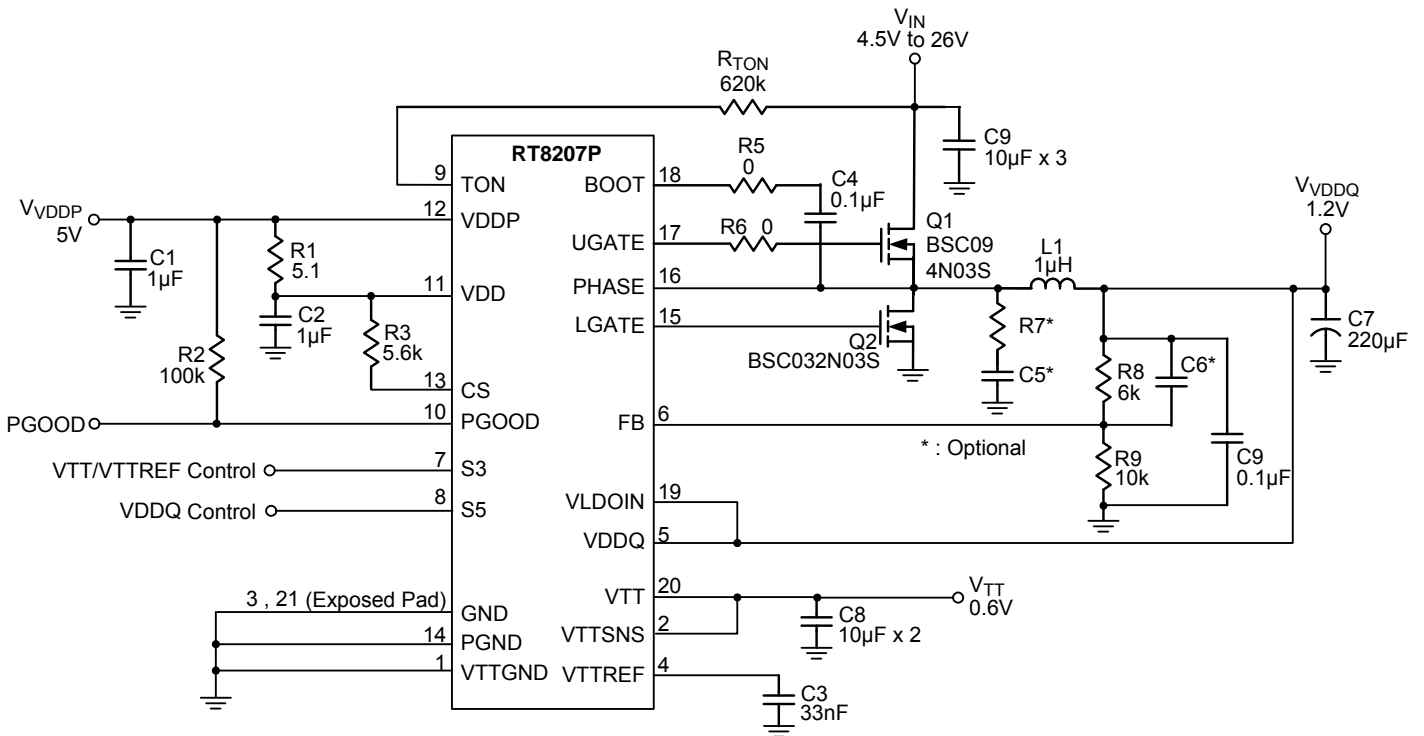 V_IN
4.5V to 26V
R_TON
620k
C9
10µF x 3
RT8207P
R5
0
C4
0.1µF
V_VDDQ
1.2V
9
TON
BOOT
18
V_VDDP
5V
12
VDDP
R6 0
Q1
BSC09
4N03S
UGATE
17
L1
1µH
C1
1µF
R1
5.1
11
VDD
PHASE
16
C2
1µF
R3
5.6k
LGATE
15
Q2
BSC032N03S
R7*
C7
220µF
R2
100k
C5*
R8
6k
C6*
13
CS
PGOOD
10
PGOOD
FB
6
* : Optional
R9
10k
C9
0.1µF
VTT/VTTREF Control
7
S3
VLDOIN
19
VDDQ Control
8
S5
VDDQ
5
3 , 21 (Exposed Pad)
GND
VTT
20
V_TT
0.6V
C8
10µF x 2
14
PGND
VTTSNS
2
1
VTTGND
VTTREF
4
C3
33nF